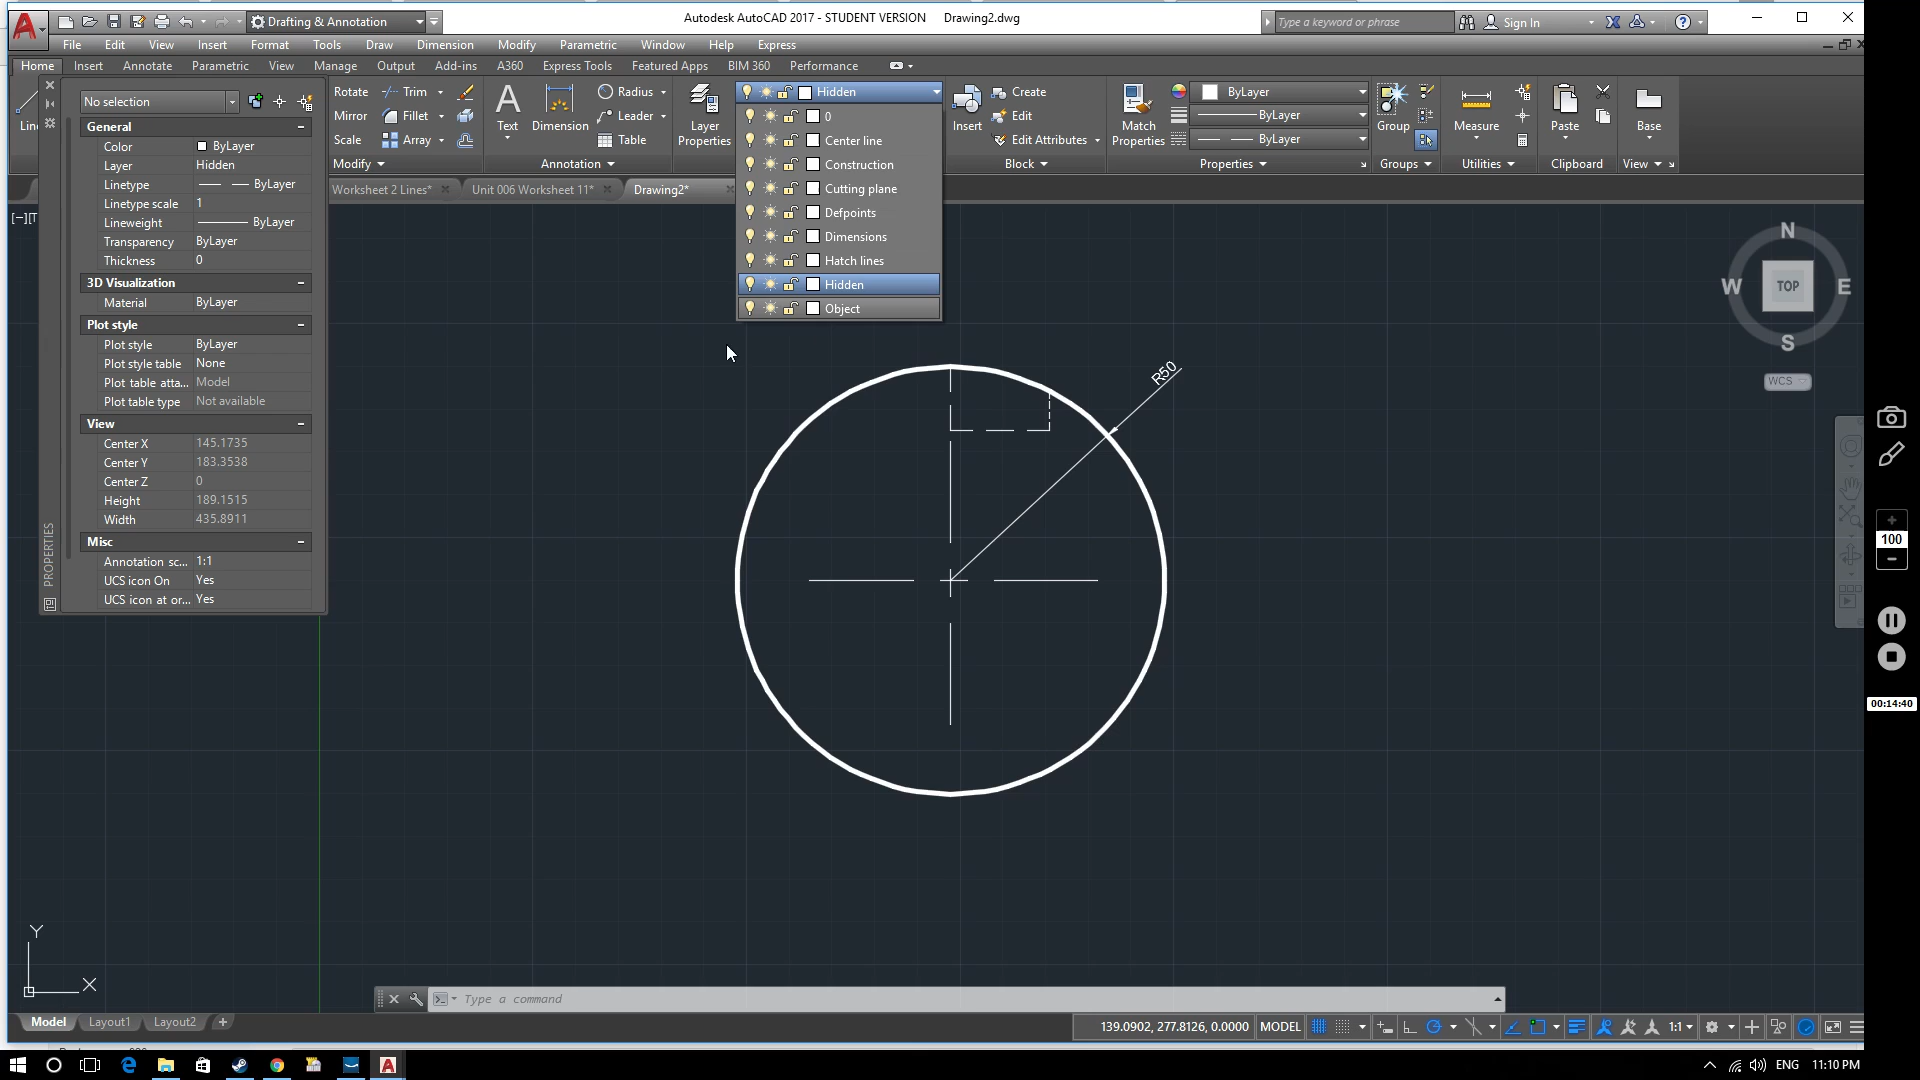 Drafting & Annotation
Autodesk AutoCAD 2017 - STUDENT VERSION Drawing2.dwg
Type a keyword or phrase
Sign In
File Edit View Insert Format Tools Draw Dimension Modify Parametric Window Help Express
Home Insert Annotate Parametric View Manage Output Add-ins A360 Express Tools Featured Apps BIM 360 Performance
No selection
General
Color ByLayer
Layer Hidden
Linetype ByLayer
Linetype scale 1
Lineweight ByLayer
Transparency ByLayer
Thickness 0
3D Visualization
Material ByLayer
Plot style
Plot style ByLayer
Plot style table None
Plot table atta... Model
Plot table type Not available
View
Center X 145.1735
Center Y 183.3538
Center Z 0
Height 189.1515
Width 435.8911
Misc
Annotation sc... 1:1
UCS icon On Yes
UCS icon at or... Yes
PROPERTIES
Rotate Trim
Mirror Fillet
Scale Array
Modify
Text
Dimension
Radius
Leader
Table
Annotation
Layer
Properties
Hidden
0
Center line
Construction
Cutting plane
Defpoints
Dimensions
Hatch lines
Hidden
Object
Insert
Create
Edit
Edit Attributes
Block
Match
Properties
ByLayer
ByLayer
ByLayer
Properties
Group
Groups
Measure
Utilities
Paste
Clipboard
Base
View
Worksheet 2 Lines* Unit 006 Worksheet 11* Drawing2*
[−][T
R50
N
W TOP E
S
WCS
100
00:14:40
Y
X
Type a command
Model Layout1 Layout2
139.0902, 277.8126, 0.0000 MODEL 1:1
ENG 11:10 PM